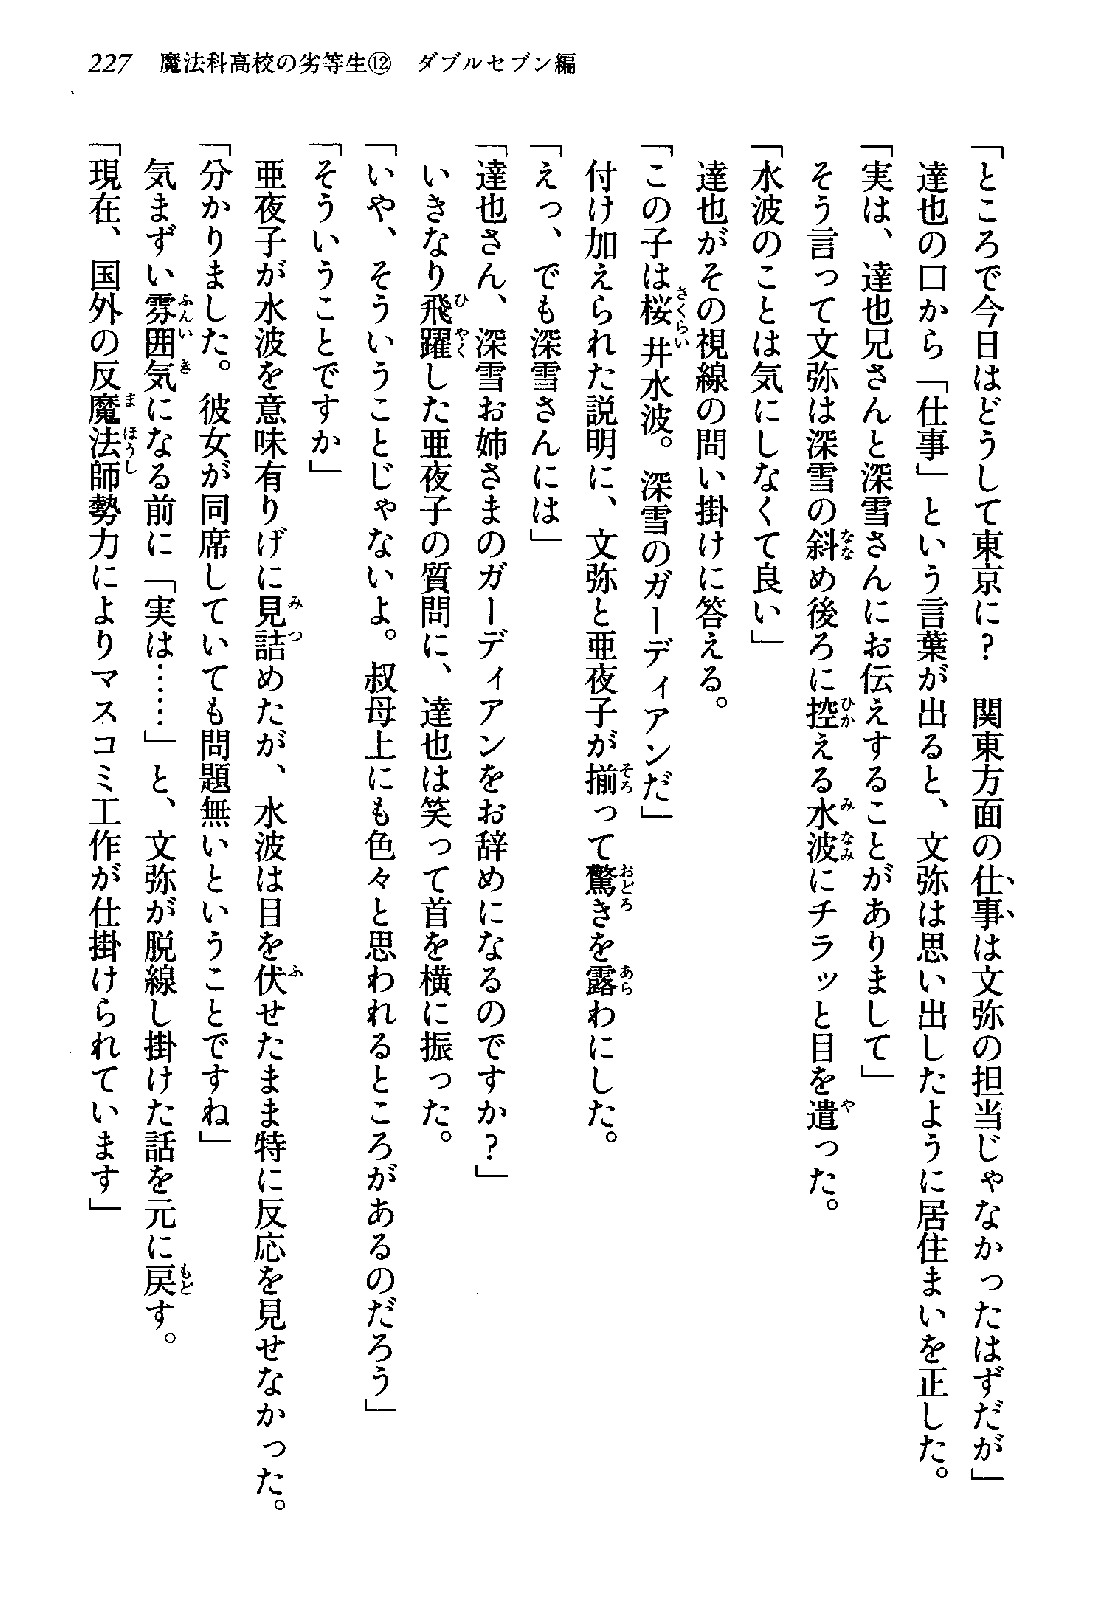 227　魔法科高校の劣等生⑫　ダブルセブン編
「ところで今日はどうして東京に？　関東方面の仕事は文弥の担当じゃなかったはずだが」
達也の口から「仕事」という言葉が出ると、文弥は思い出したように居住まいを正した。
「実は、達也兄さんと深雪さんにお伝えすることがありまして」
そう言って文弥は深雪の斜め後ろに控える水波にチラッと目を遣った。
「水波のことは気にしなくて良い」
達也がその視線の問い掛けに答える。
「この子は桜井水波。深雪のガーディアンだ」
付け加えられた説明に、文弥と亜夜子が揃って驚きを露わにした。
「えっ、でも深雪さんには」
「達也さん、深雪お姉さまのガーディアンをお辞めになるのですか？」
いきなり飛躍した亜夜子の質問に、達也は笑って首を横に振った。
「いや、そういうことじゃないよ。叔母上にも色々と思われるところがあるのだろう」
「そういうことですか」
亜夜子が水波を意味有りげに見詰めたが、水波は目を伏せたまま特に反応を見せなかった。
「分かりました。彼女が同席していても問題無いということですね」
気まずい雰囲気になる前に「実は……」と、文弥が脱線し掛けた話を元に戻す。
「現在、国外の反魔法師勢力によりマスコミ工作が仕掛けられています」